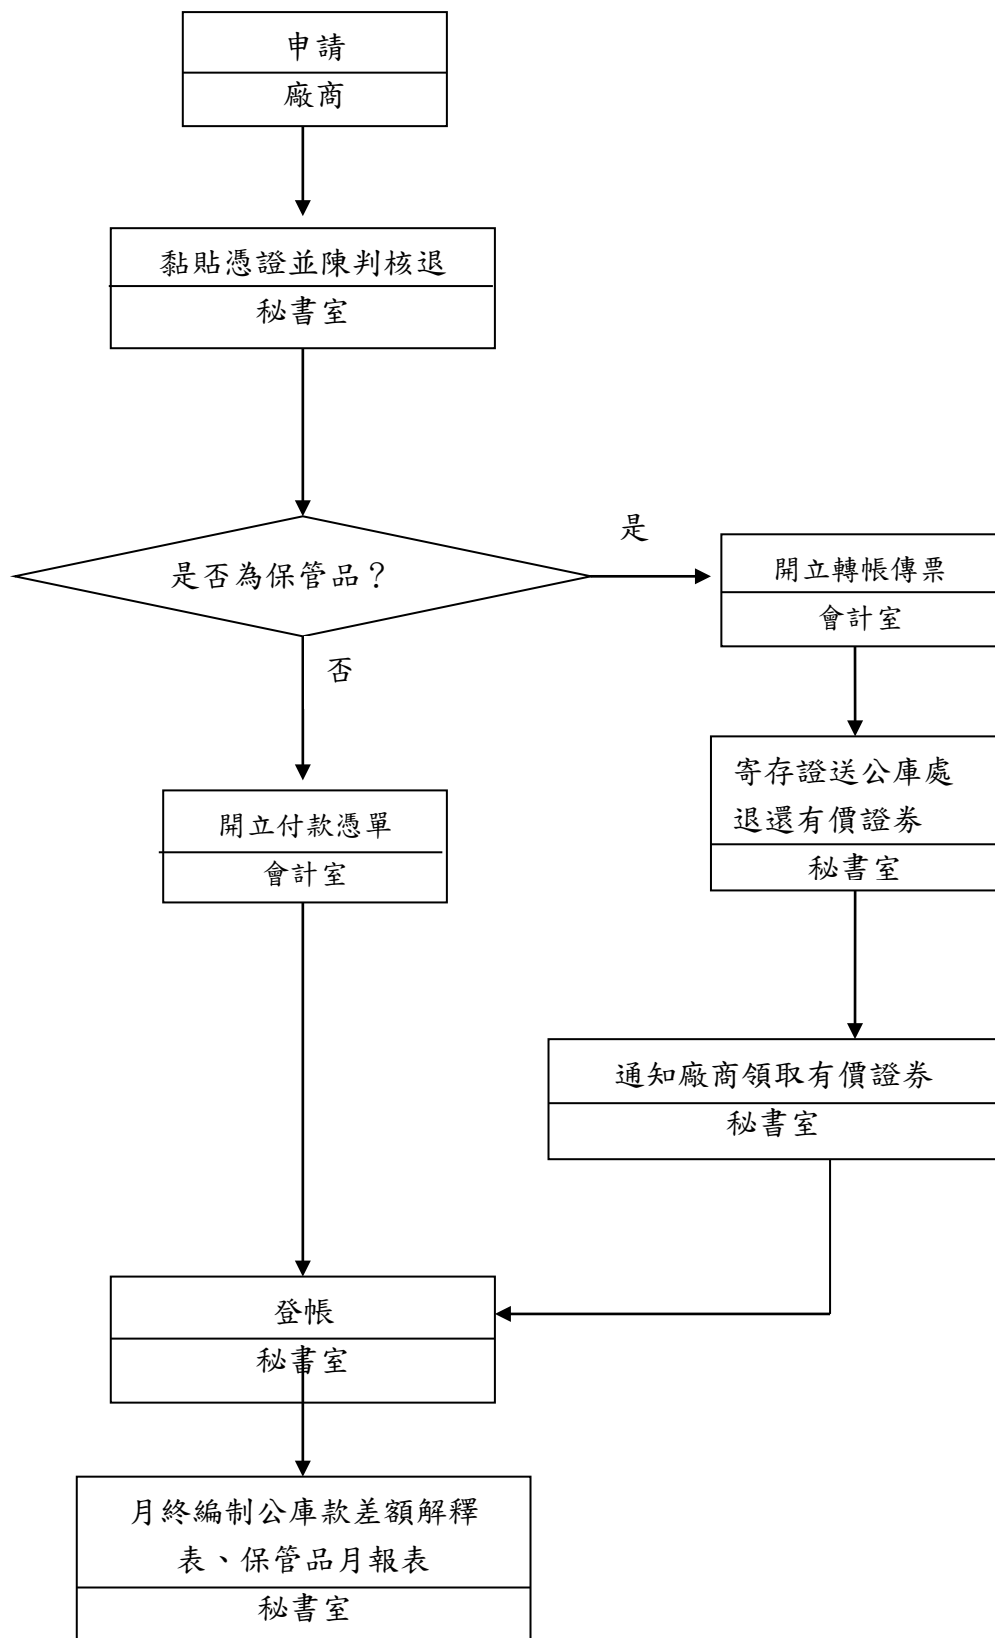 申請
廠商
黏貼憑證並陳判核退
秘書室
是否為保管品？
是
開立轉帳傳票
會計室
否
寄存證送公庫處
退還有價證券
秘書室
開立付款憑單
會計室
通知廠商領取有價證券
秘書室
登帳
秘書室
月終編制公庫款差額解釋
表、保管品月報表
秘書室